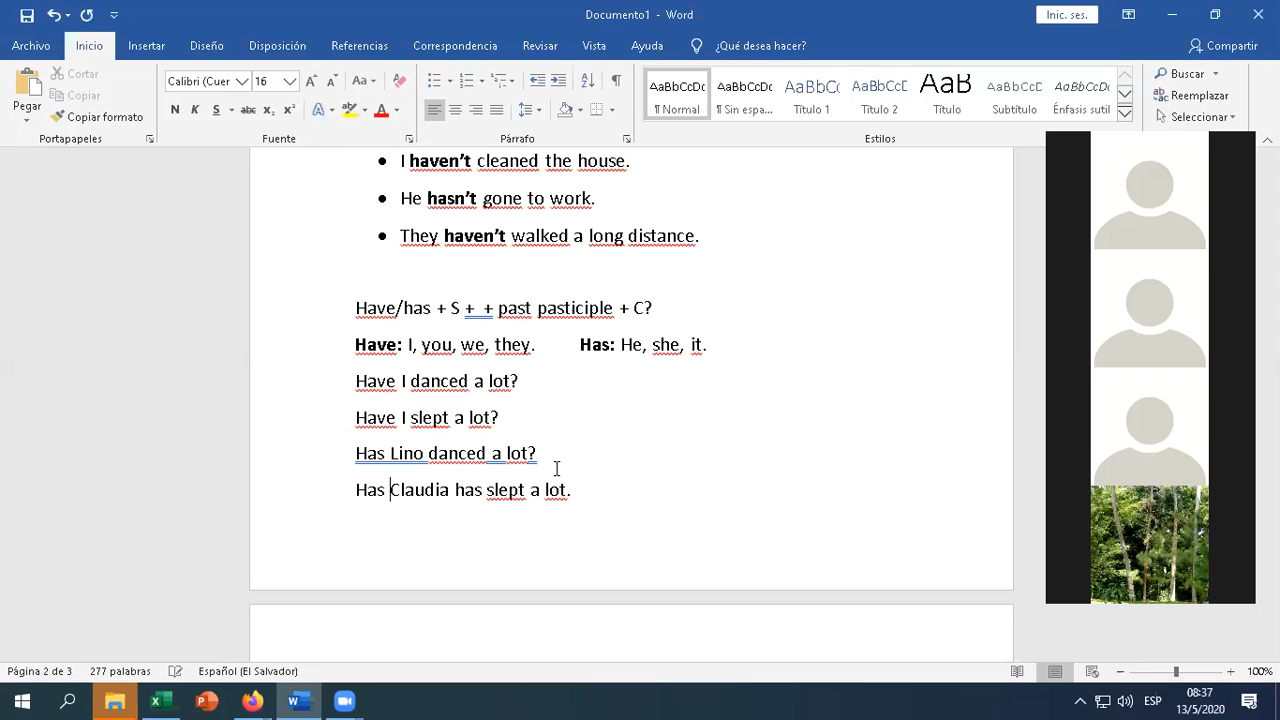 Documento1 - Word
Inic. ses.
Archivo Inicio Insertar Diseño Disposición Referencias Correspondencia Revisar Vista Ayuda ¿Qué desea hacer? Compartir
Pegar
Cortar
Copiar
Copiar formato
Portapapeles
Calibri (Cuer 16
Aa
N K S abc x₂ x²
Fuente
Párrafo
AaBbCcDc AaBbCcDc AaBbCc AaBbCcD AaB AaBbCcD AaBbCcDc
¶ Normal ¶ Sin espa... Título 1 Título 2 Título Subtítulo Énfasis sutil
Estilos
Buscar
Reemplazar
Seleccionar
• I haven’t cleaned the house.
• He hasn’t gone to work.
• They haven’t walked a long distance.
Have/has + S + + past pasticiple + C?
Have: I, you, we, they. Has: He, she, it.
Have I danced a lot?
Have I slept a lot?
Has Lino danced a lot?
Has Claudia has slept a lot.
Página 2 de 3 277 palabras Español (El Salvador) 100%
ESP 08:37
13/5/2020